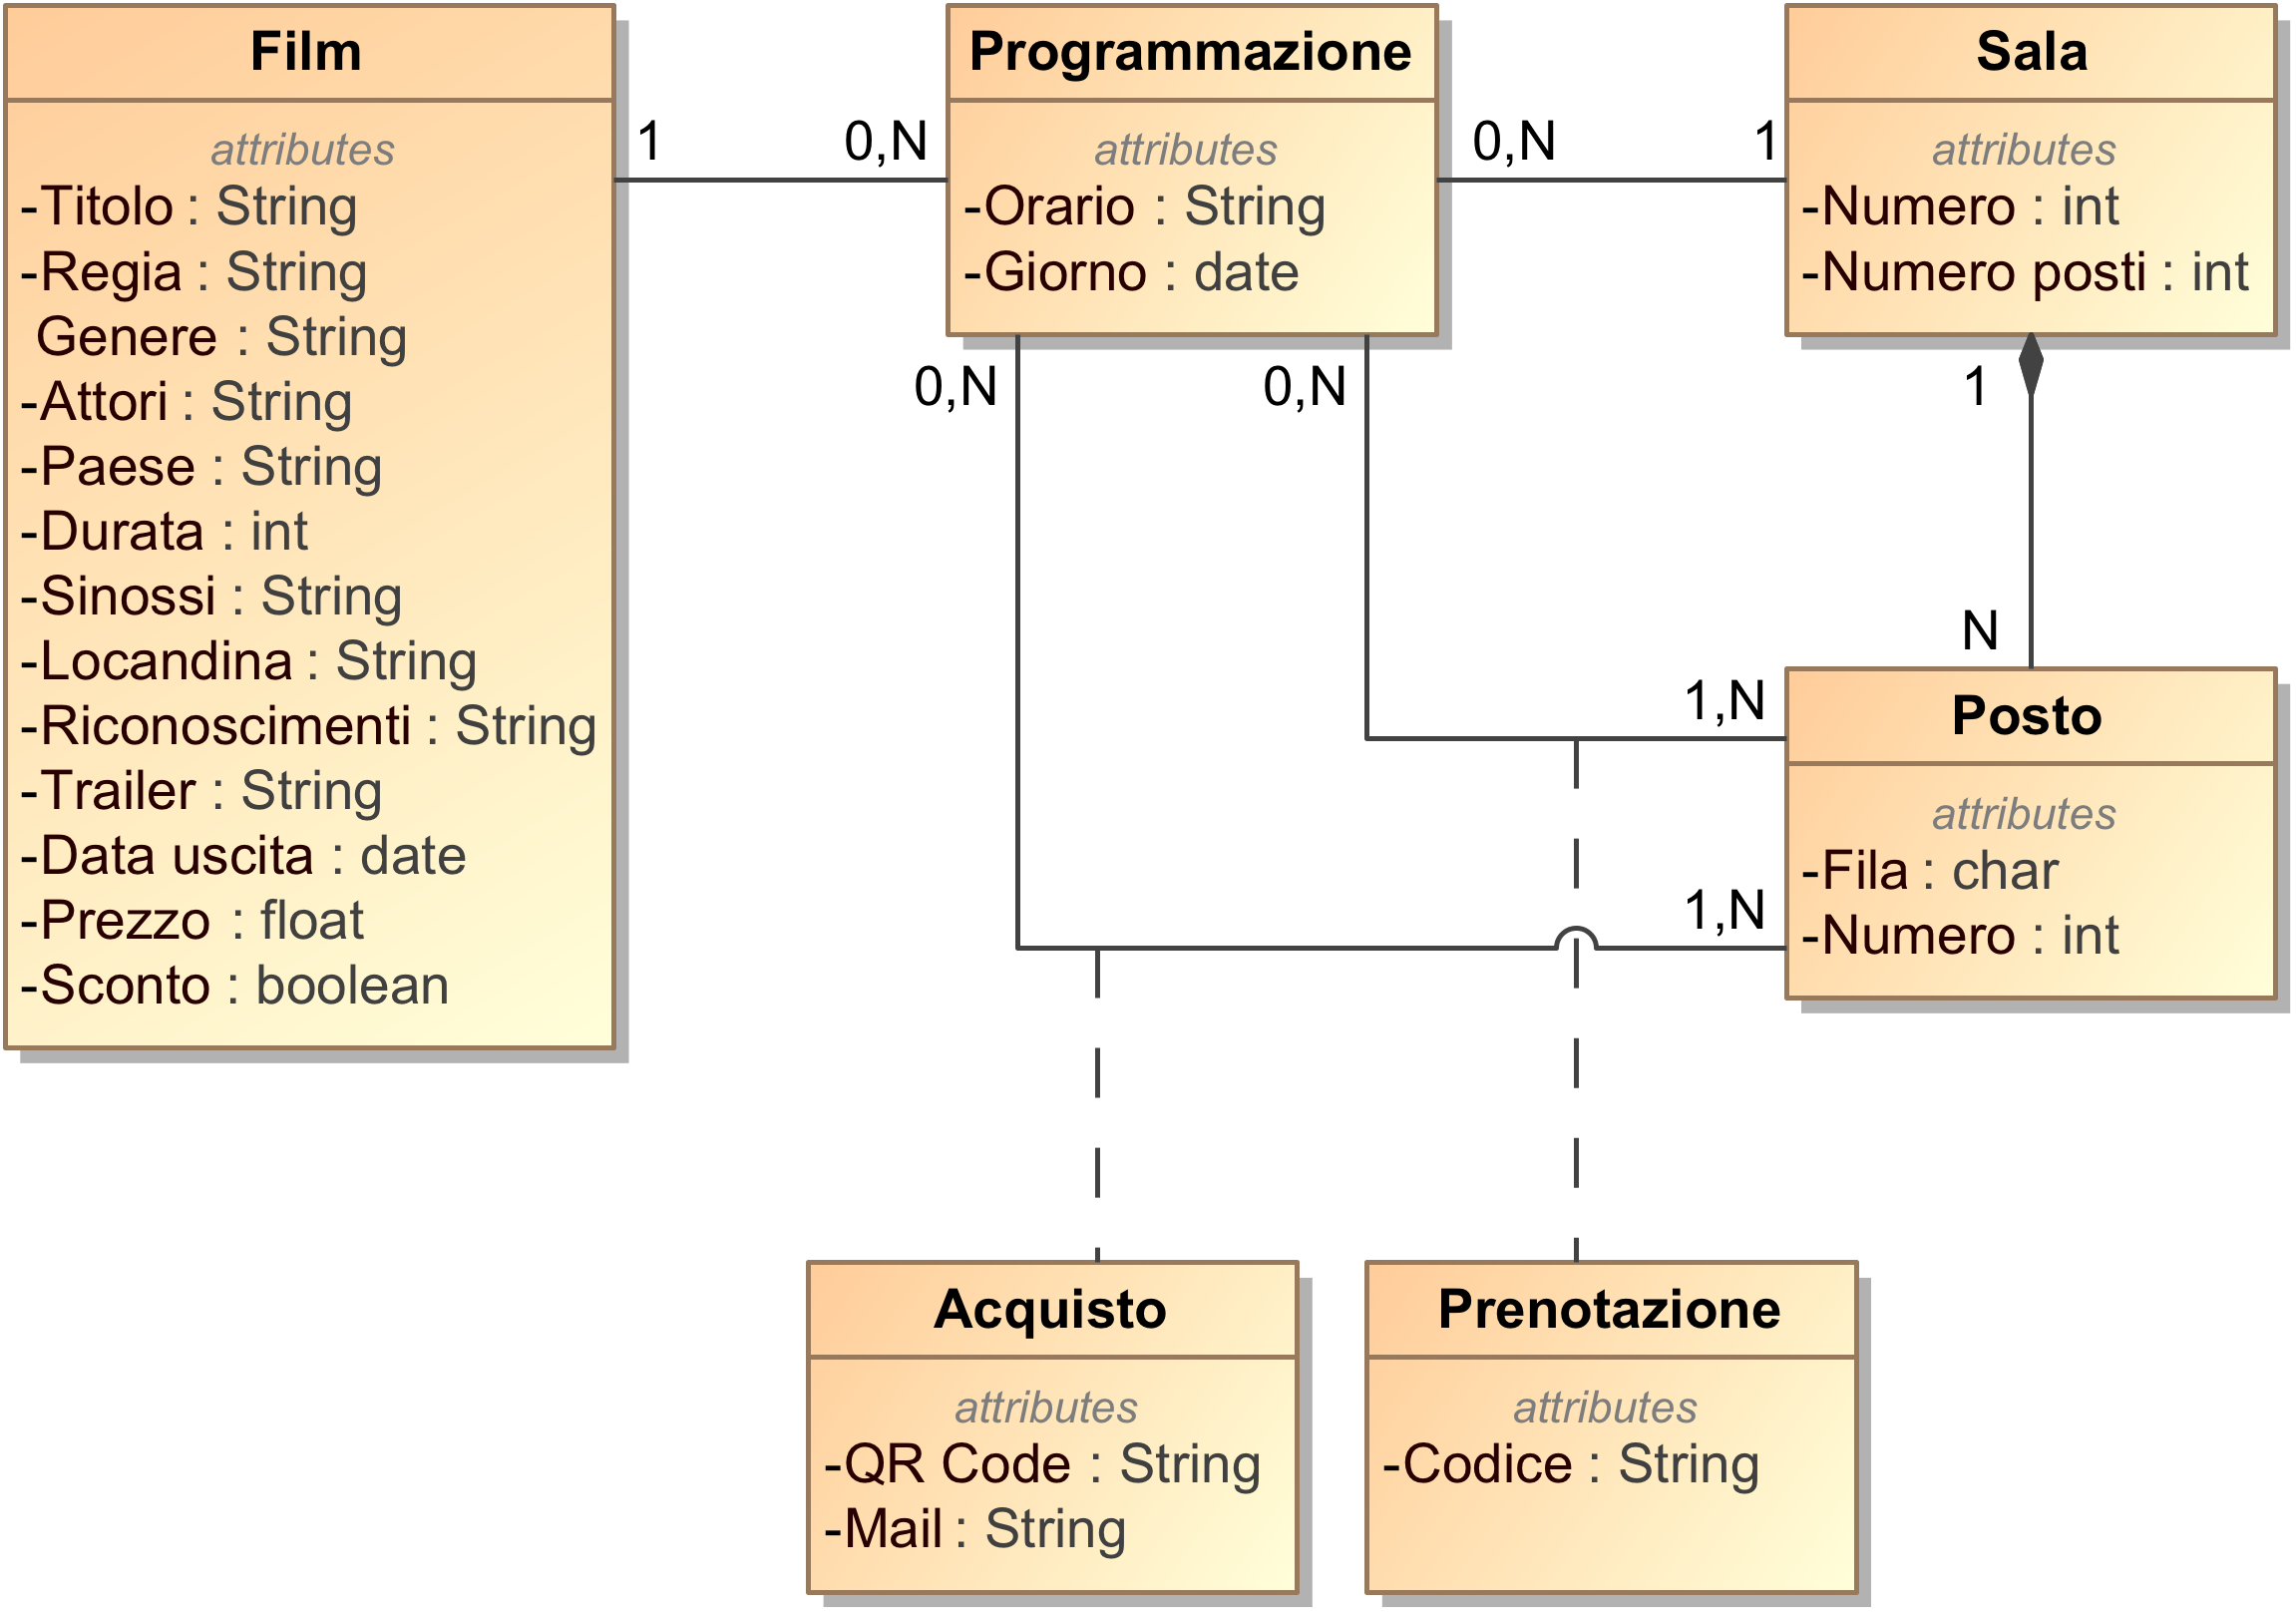 Film
attributes
-Titolo : String
-Regia : String
Genere : String
-Attori : String
-Paese : String
-Durata : int
-Sinossi : String
-Locandina : String
-Riconoscimenti : String
-Trailer : String
-Data uscita : date
-Prezzo : float
-Sconto : boolean
1
0,N
Programmazione
attributes
-Orario : String
-Giorno : date
0,N
1
Sala
attributes
-Numero : int
-Numero posti : int
0,N
0,N
1
N
1,N
1,N
Posto
attributes
-Fila : char
-Numero : int
Acquisto
attributes
-QR Code : String
-Mail : String
Prenotazione
attributes
-Codice : String